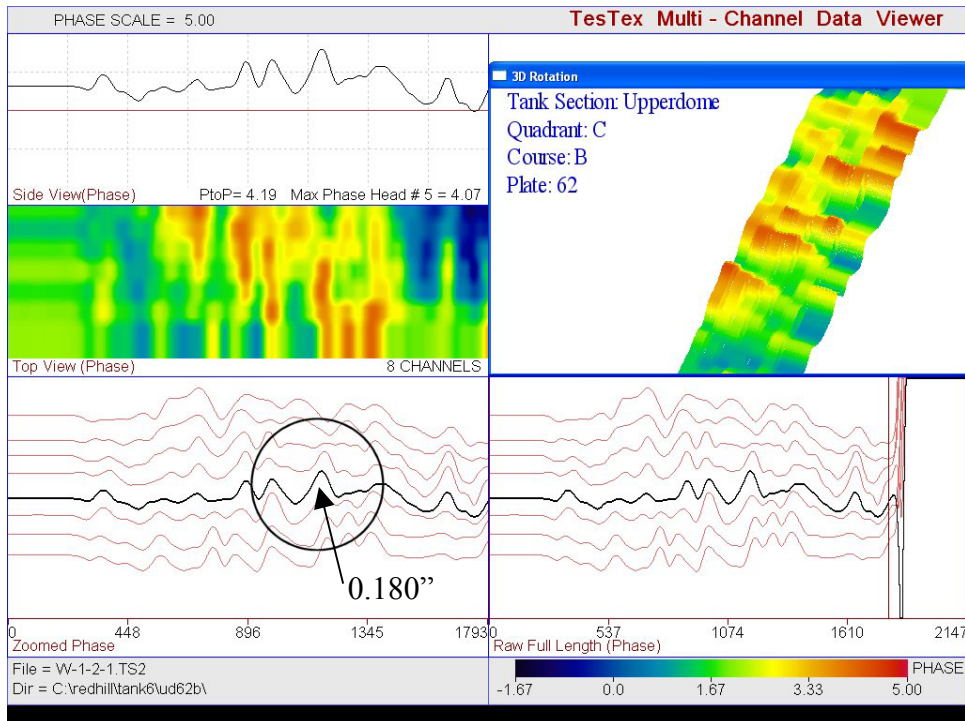 PHASE SCALE = 5.00
TesTex Multi - Channel Data Viewer
Side View(Phase) PtoP= 4.19 Max Phase Head # 5 = 4.07
3D Rotation
Tank Section: Upperdome
Quadrant: C
Course: B
Plate: 62
Top View (Phase) 8 CHANNELS
0.180”
0 448 896 1345 1793
Zoomed Phase
0 537 1074 1610 2147
Raw Full Length (Phase)
File = W-1-2-1.TS2
Dir = C:\redhill\tank6\ud62b\
PHASE
-1.67 0.0 1.67 3.33 5.00